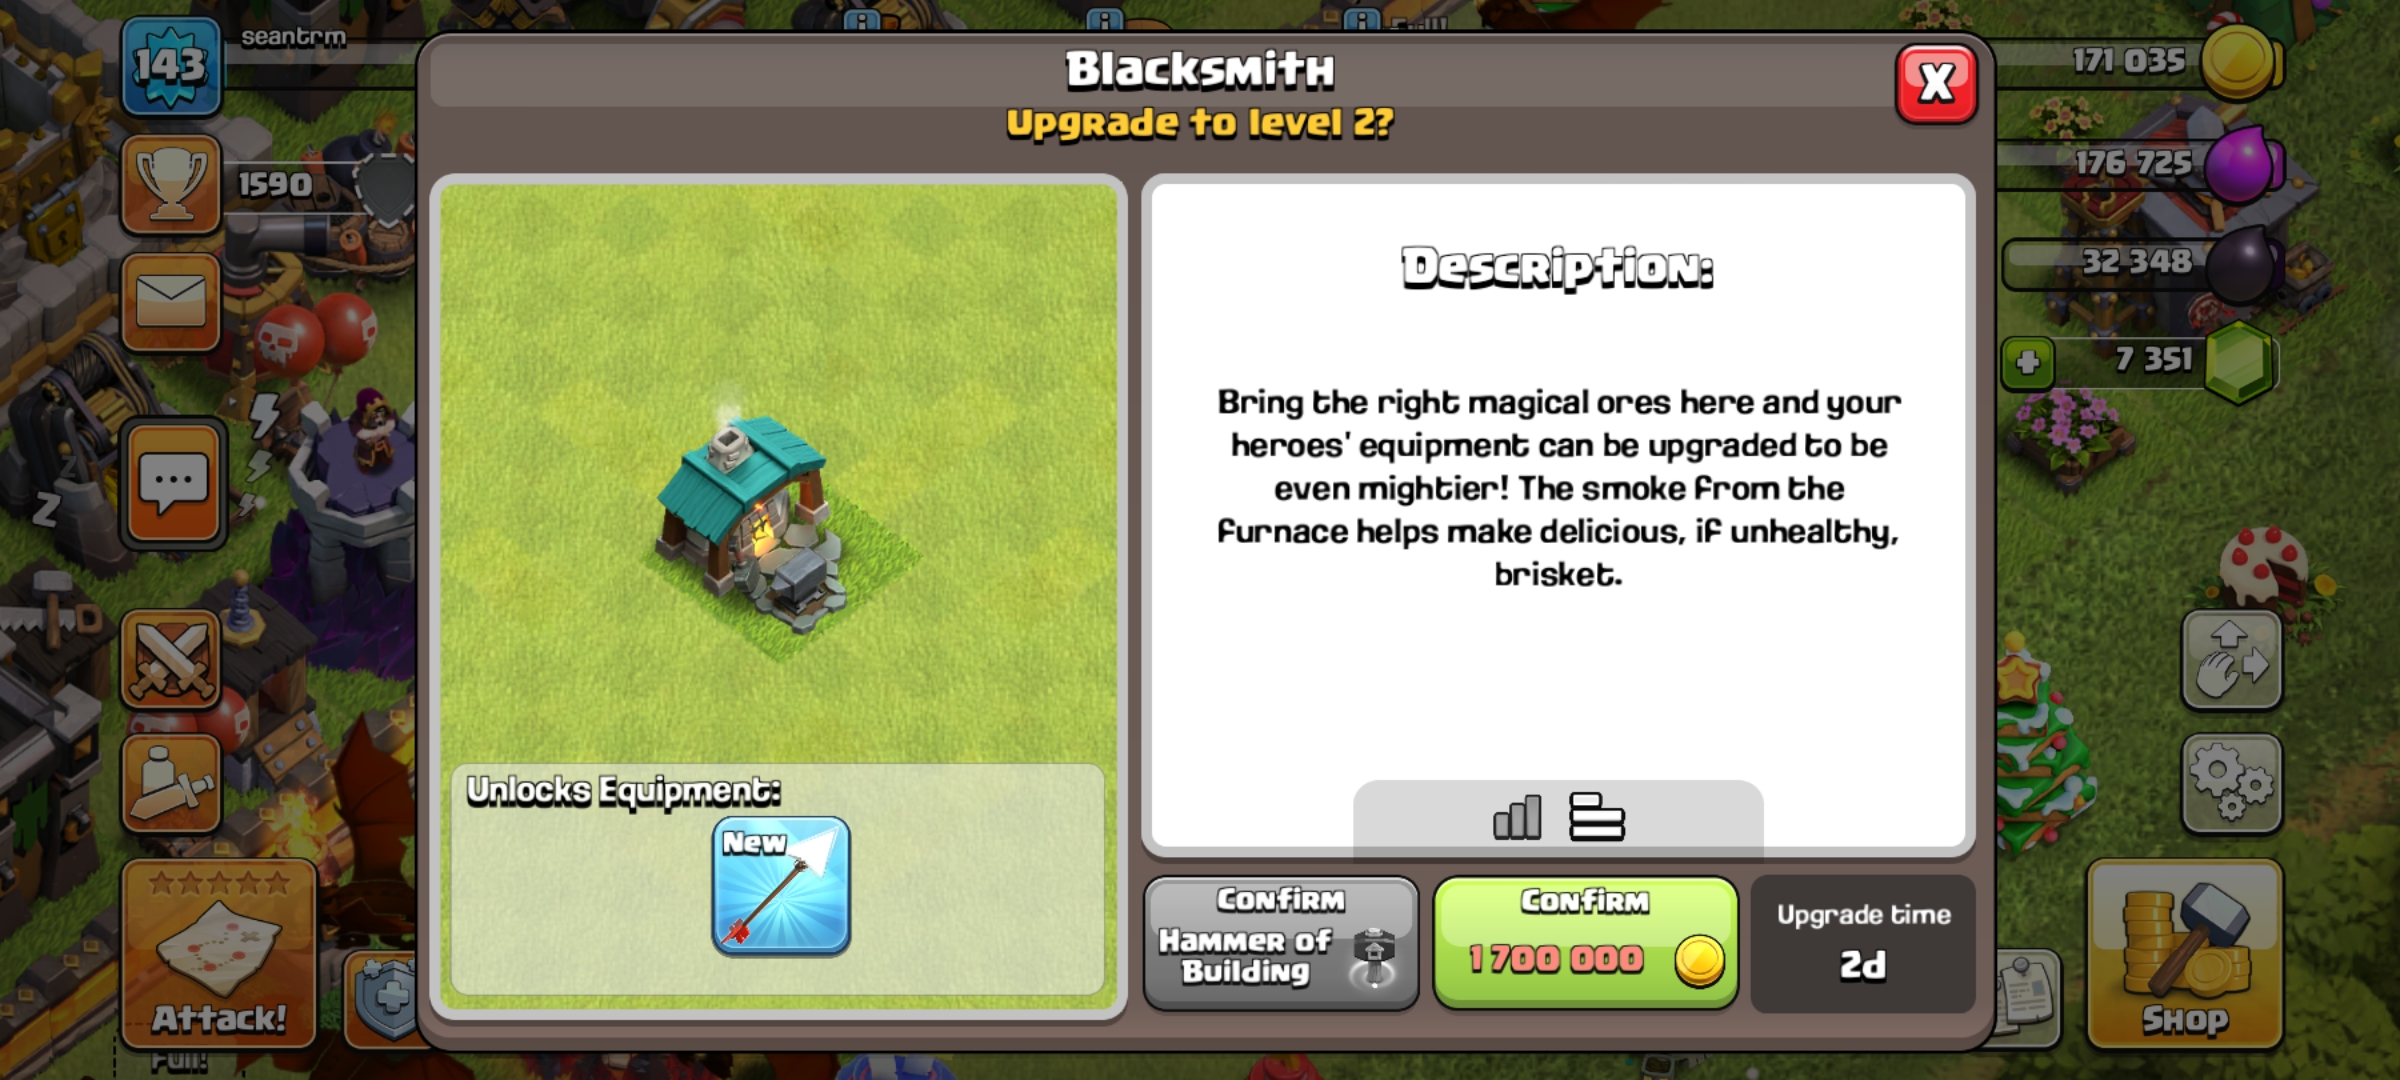 seantrm
143
1590
Attack!
Full!
Blacksmith
Upgrade to level 2?
X
Unlocks Equipment:
New
Description:
Bring the right magical ores here and your
heroes' equipment can be upgraded to be
even mightier! The smoke from the
furnace helps make delicious, if unhealthy,
brisket.
Confirm
Hammer of
Building
Confirm
1 700 000
Upgrade time
2d
171 035
176 725
32 348
7 351
Shop